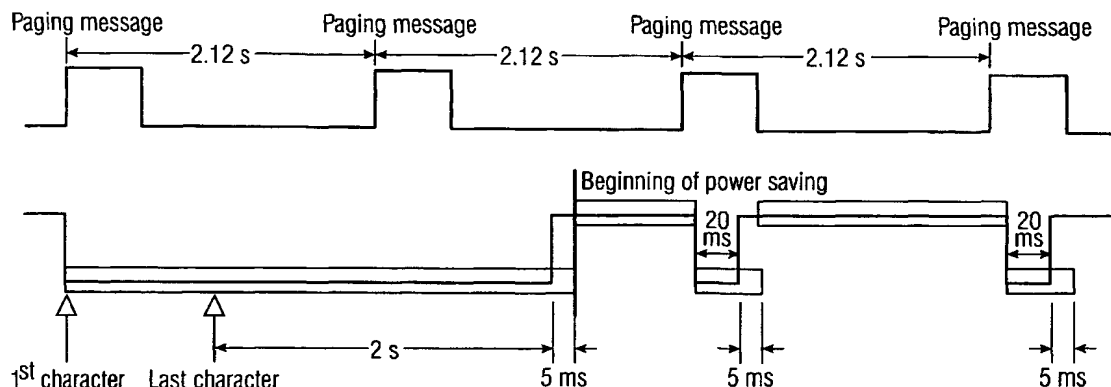 Paging message Paging message Paging message Paging message
2.12 s 2.12 s 2.12 s
Beginning of power saving
20 ms
20 ms
2 s
1st character Last character 5 ms 5 ms 5 ms